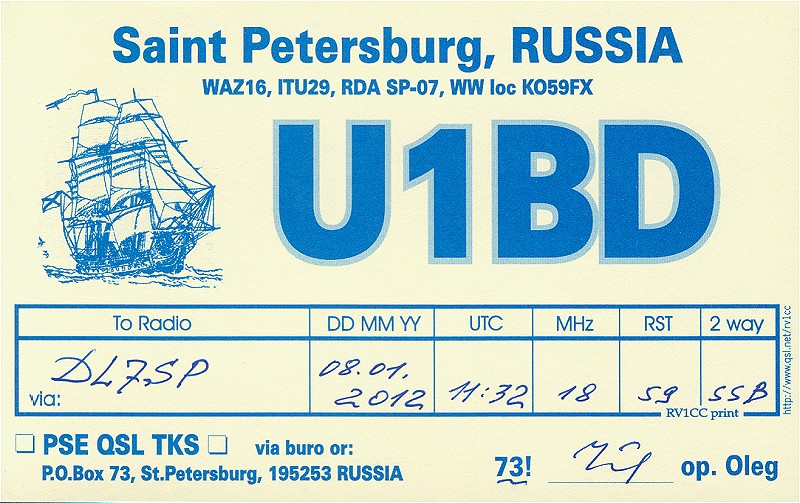 Saint Petersburg, RUSSIA
WAZ16, ITU29, RDA SP-07, WW loc KO59FX
U1BD
To Radio DD MM YY UTC MHz RST 2 way
DL7SP 08.01.2012 11:32 18 59 SSB
via:
RV1CC print
http://www.qsl.net/rv1cc
PSE QSL TKS via buro or:
P.O.Box 73, St.Petersburg, 195253 RUSSIA
73! op. Oleg